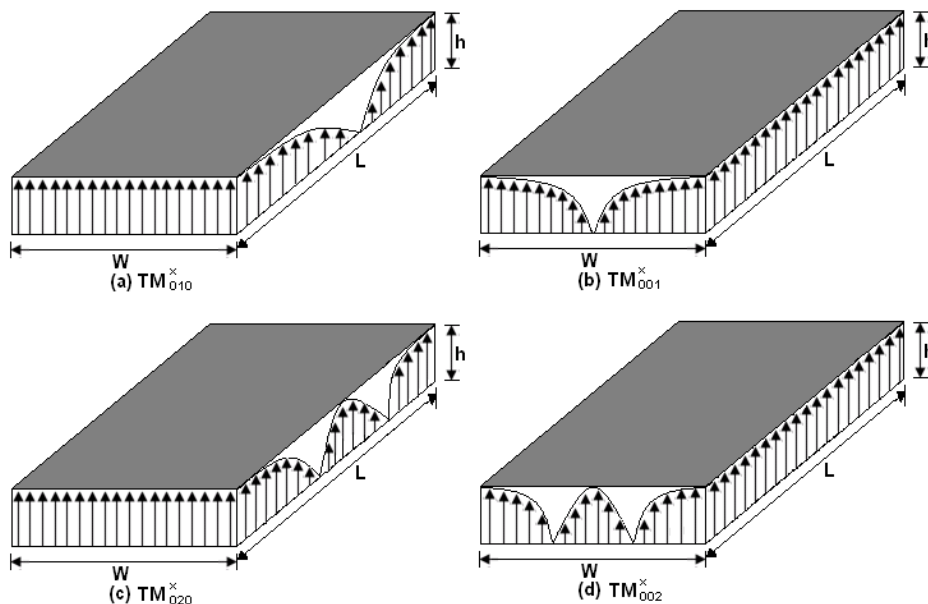 h
L
W
(a) TM^x_010
h
L
W
(b) TM^x_001
h
L
W
(c) TM^x_020
h
L
W
(d) TM^x_002